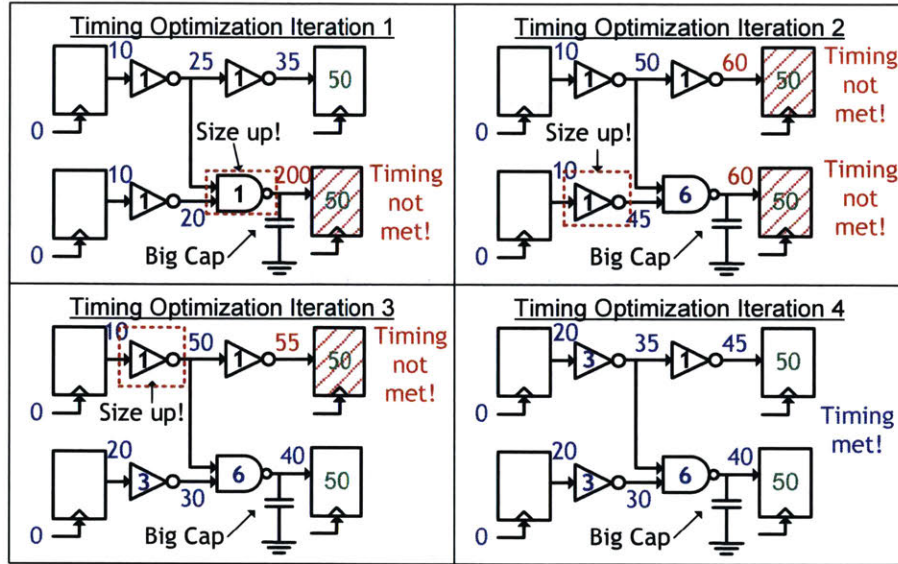 Timing Optimization Iteration 1
10 25 35
1 1 50
0 Size up!
10 200 Timing
1 1 50 not
20 met!
0 Big Cap
Timing Optimization Iteration 2
10 50 60 Timing
1 1 50 not
met!
0 Size up!
10 60 Timing
1 6 50 not
45 met!
0 Big Cap
Timing Optimization Iteration 3
10 50 55 Timing
1 1 50 not
met!
0 Size up!
20 40
3 6 50
30
0 Big Cap
Timing Optimization Iteration 4
20 35 45
3 1 50
0 Timing
met!
20 40
3 6 50
30
0 Big Cap